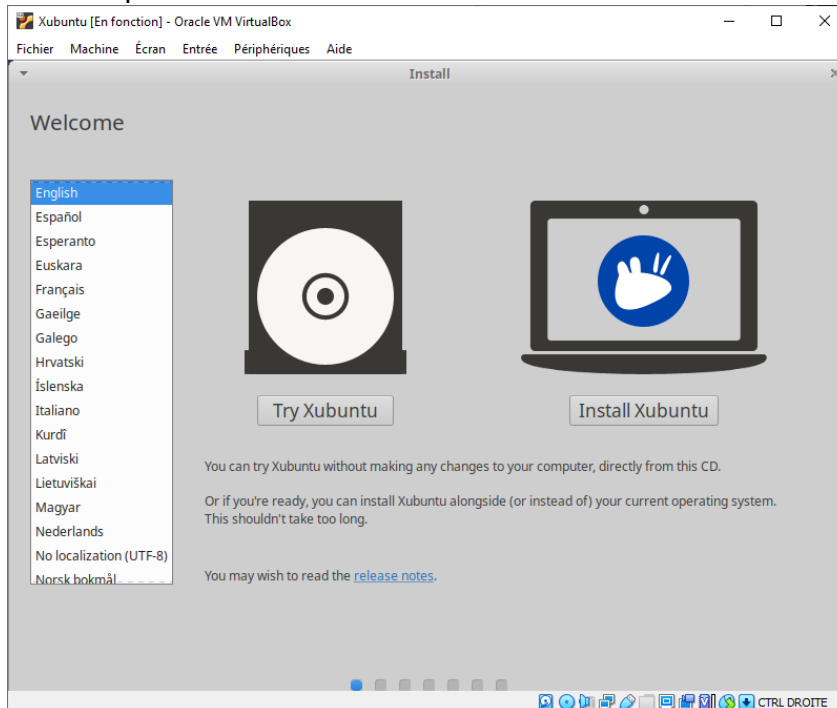 Xubuntu [En fonction] - Oracle VM VirtualBox
Fichier Machine Écran Entrée Périphériques Aide
Install
Welcome
English
Español
Esperanto
Euskara
Français
Gaeilge
Galego
Hrvatski
Íslenska
Italiano
Kurdî
Latviski
Lietuviškai
Magyar
Nederlands
No localization (UTF-8)
Norsk bokmål
Try Xubuntu
Install Xubuntu
You can try Xubuntu without making any changes to your computer, directly from this CD.
Or if you're ready, you can install Xubuntu alongside (or instead of) your current operating system.
This shouldn't take too long.
You may wish to read the release notes.
CTRL DROITE